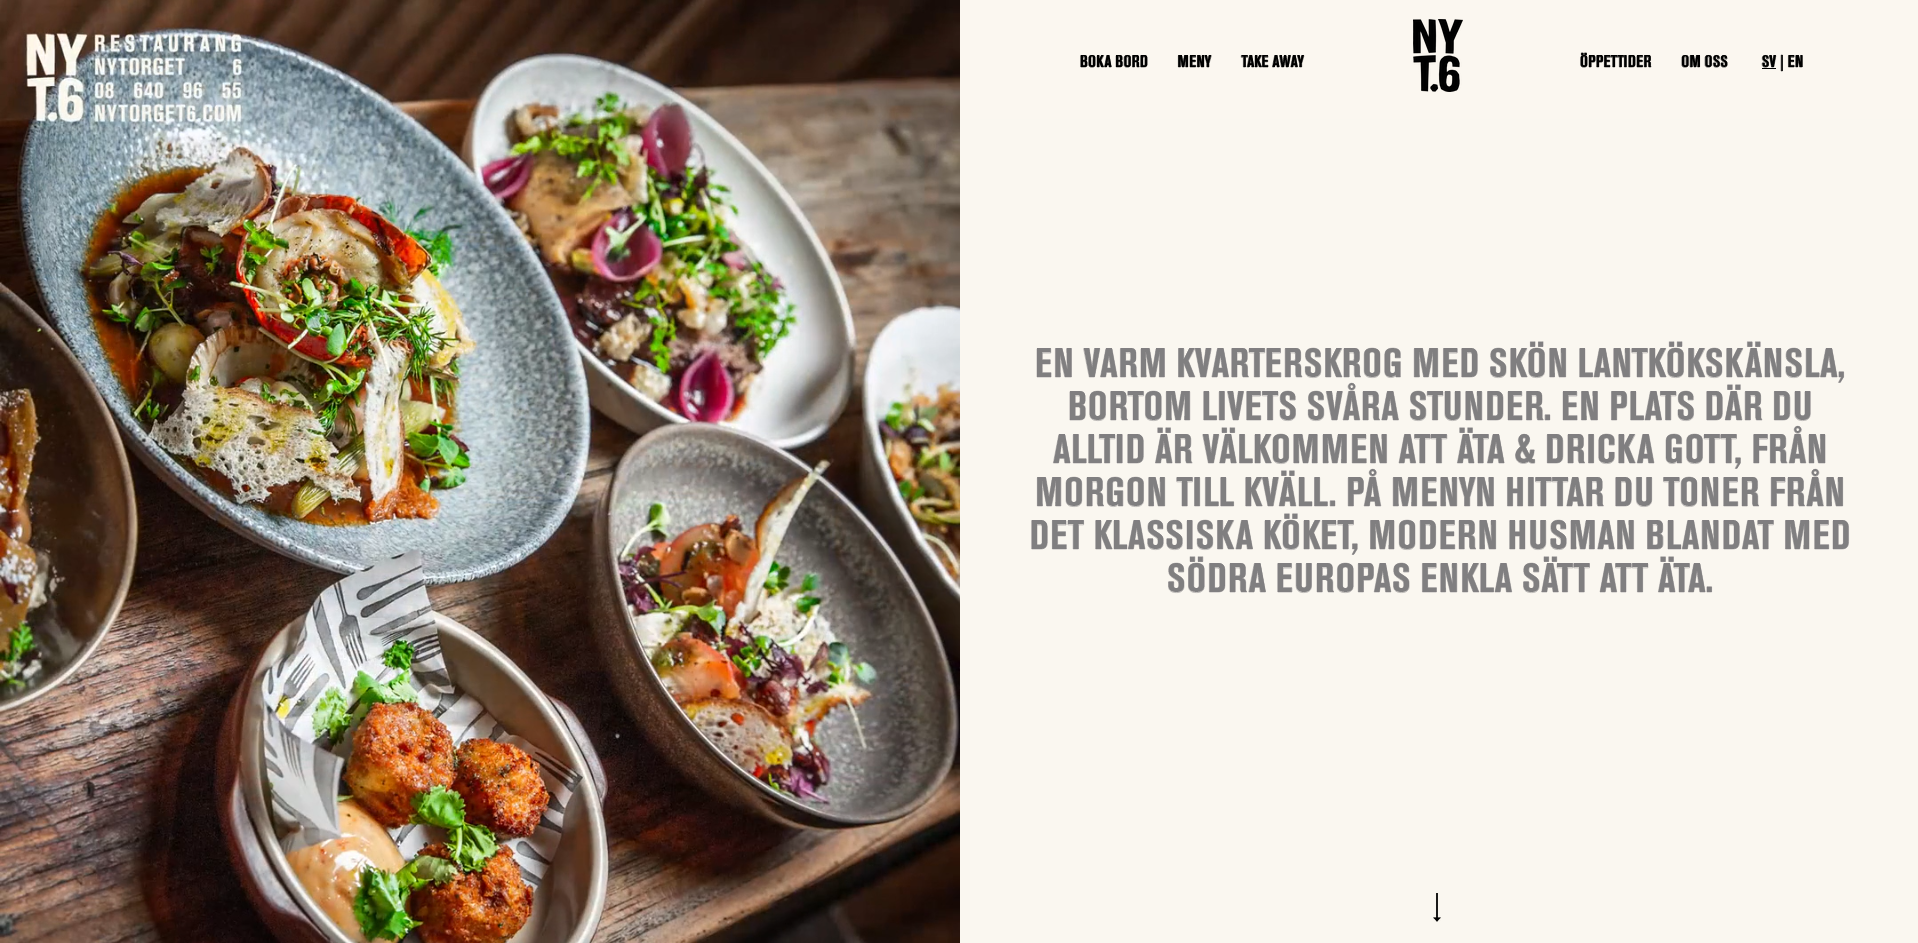 NY
T.6
RESTAURANG
NYTORGET 6
08 640 96 55
NYTORGET6.COM
BOKA BORD MENY TAKE AWAY
NY
T.6
ÖPPETTIDER OM OSS SV | EN
EN VARM KVARTERSKROG MED SKÖN LANTKÖKSKÄNSLA,
BORTOM LIVETS SVÅRA STUNDER. EN PLATS DÄR DU
ALLTID ÄR VÄLKOMMEN ATT ÄTA & DRICKA GOTT, FRÅN
MORGON TILL KVÄLL. PÅ MENYN HITTAR DU TONER FRÅN
DET KLASSISKA KÖKET, MODERN HUSMAN BLANDAT MED
SÖDRA EUROPAS ENKLA SÄTT ATT ÄTA.